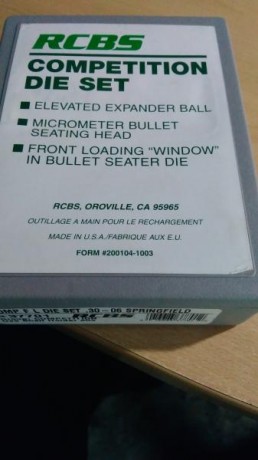 RCBS
COMPETITION
DIE SET
■ ELEVATED EXPANDER BALL
■ MICROMETER BULLET
SEATING HEAD
■ FRONT LOADING "WINDOW"
IN BULLET SEATER DIE
RCBS, OROVILLE, CA 95965
OUTILLAGE A MAIN POUR LE RECHARGEMENT
MADE IN U.S.A./FABRIQUE AUX E.U.
FORM #200104-1003
OMP F L DIE SET .30-06 SPRINGFIELD
RCBS